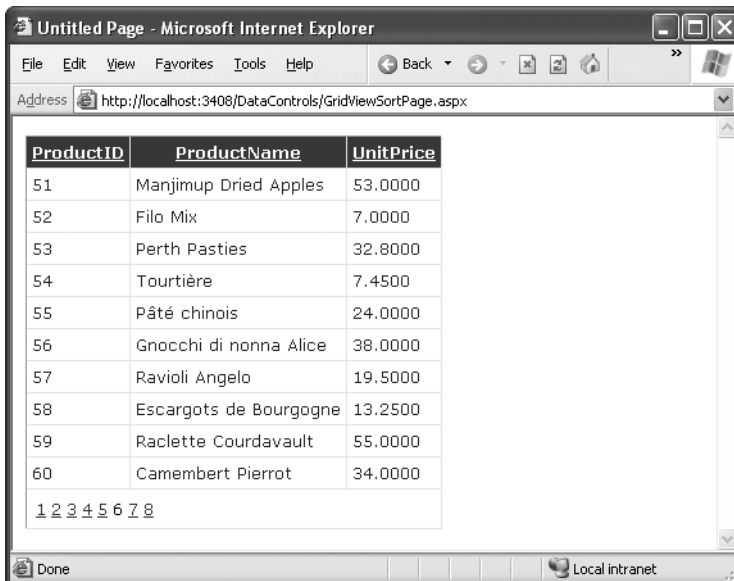 Untitled Page - Microsoft Internet Explorer
File Edit View Favorites Tools Help Back »
Address http://localhost:3408/DataControls/GridViewSortPage.aspx
ProductID ProductName UnitPrice
51 Manjimup Dried Apples 53.0000
52 Filo Mix 7.0000
53 Perth Pasties 32.8000
54 Tourtière 7.4500
55 Pâté chinois 24.0000
56 Gnocchi di nonna Alice 38.0000
57 Ravioli Angelo 19.5000
58 Escargots de Bourgogne 13.2500
59 Raclette Courdavault 55.0000
60 Camembert Pierrot 34.0000
1 2 3 4 5 6 7 8
Done Local intranet